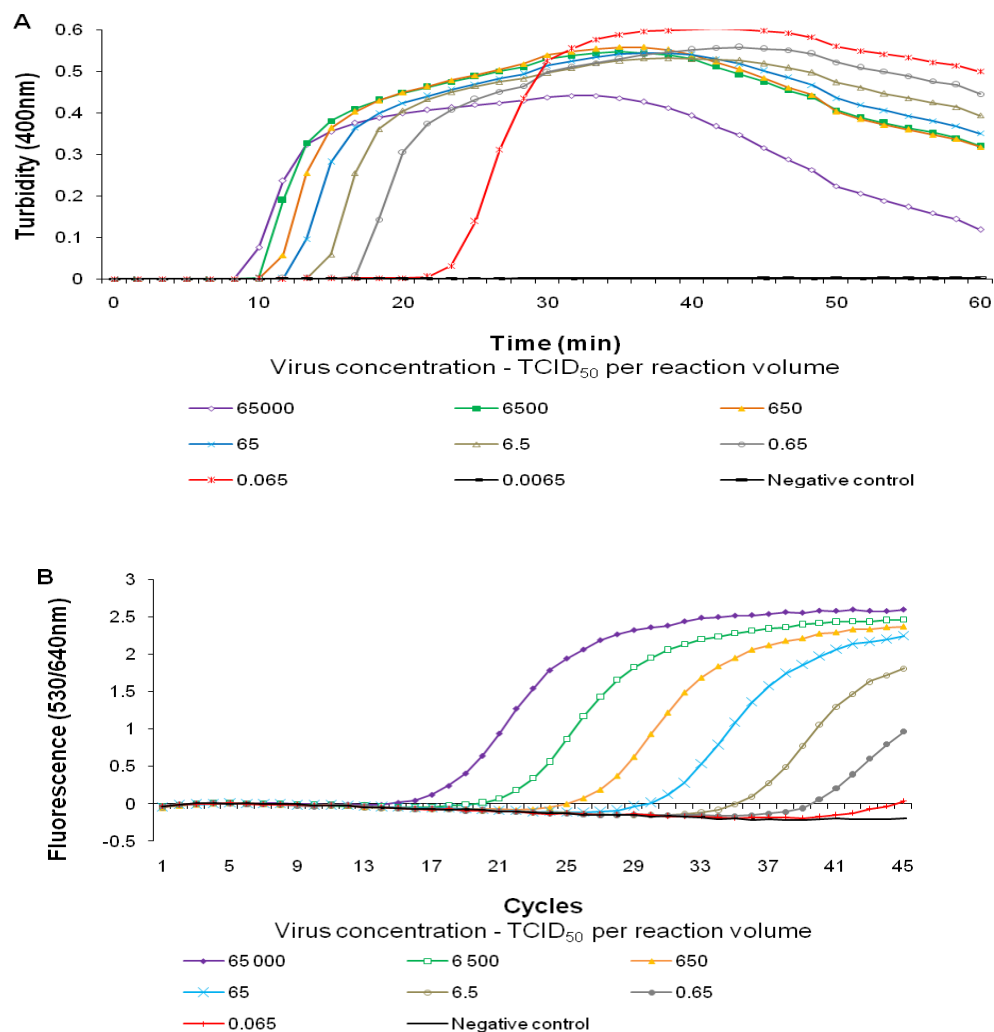 A
Turbidity (400nm)
0.6
0.5
0.4
0.3
0.2
0.1
0
0 10 20 30 40 50 60
Time (min)
Virus concentration - TCID50 per reaction volume
65000 6500 650
65 6.5 0.65
0.065 0.0065 Negative control
B
Fluorescence (530/640nm)
3
2.5
2
1.5
1
0.5
0
-0.5
1 5 9 13 17 21 25 29 33 37 41 45
Cycles
Virus concentration - TCID50 per reaction volume
65 000 6 500 650
65 6.5 0.65
0.065 Negative control